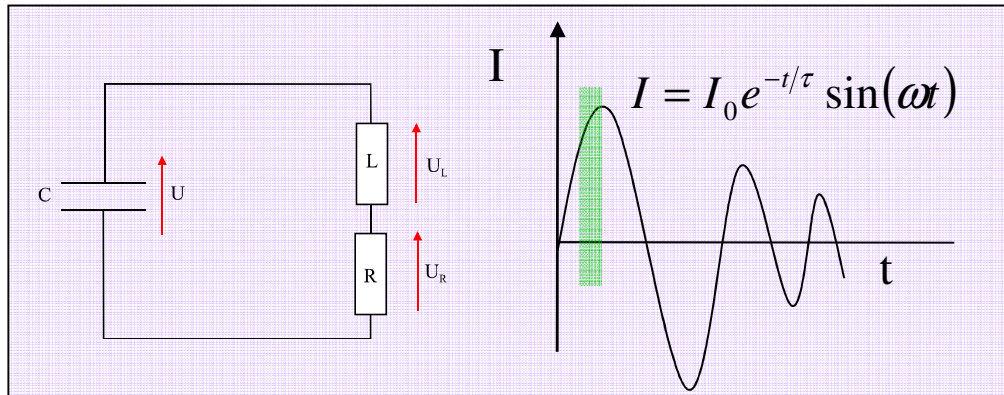 C
U
L
U_L
R
U_R
I
I = I_0 e^{-t/τ} sin(ωt)
t